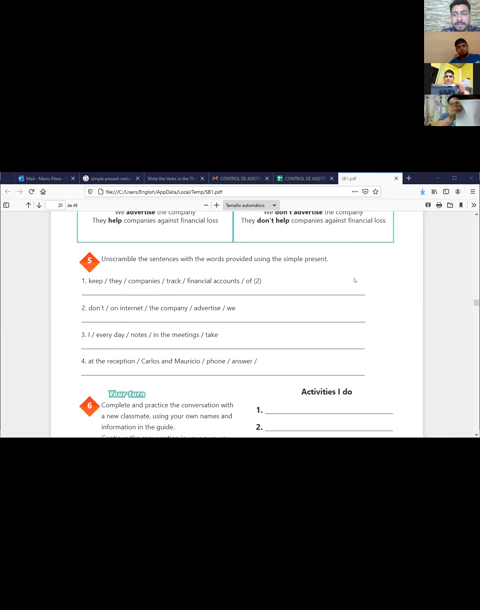 Mail - Mario Pérez -
simple present verb
Write the Verbs in the Th
CONTROL DE ASISTE
CONTROL DE ASISTE
SB1.pdf
file:///C:/Users/English/AppData/Local/Temp/SB1.pdf
20 de 49
Tamaño automático
We advertise the company We don't advertise the company
They help companies against financial loss They don't help companies against financial loss
5 Unscramble the sentences with the words provided using the simple present.
1. keep / they / companies / track / financial accounts / of (2)
2. don't / on internet / the company / advertise / we
3. I / every day / notes / in the meetings / take
4. at the reception / Carlos and Mauricio / phone / answer /
Your turn
6 Complete and practice the conversation with
a new classmate, using your own names and
information in the guide.
Activities I do
1.
2.